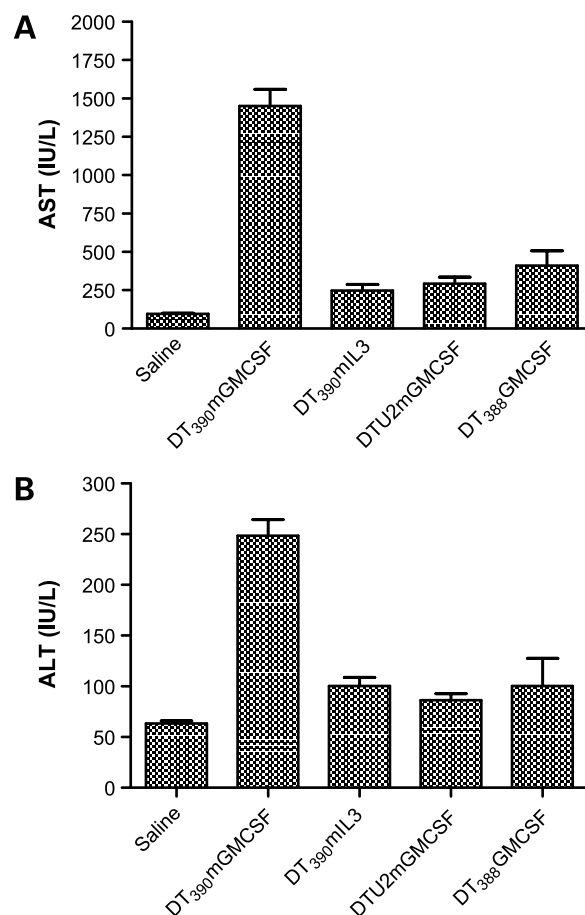 A
AST (IU/L)
2000
1750
1500
1250
1000
750
500
250
0
Saline
DT390mGMCSF
DT390mIL3
DTU2mGMCSF
DT388GMCSF
B
ALT (IU/L)
300
250
200
150
100
50
0
Saline
DT390mGMCSF
DT390mIL3
DTU2mGMCSF
DT388GMCSF